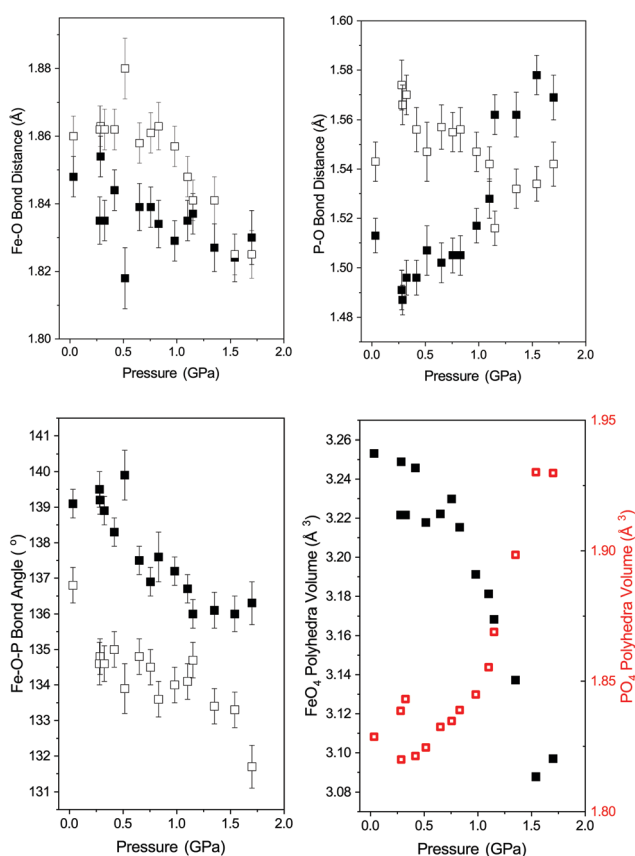 Fe-O Bond Distance (Å)
1.88
1.86
1.84
1.82
1.80
0.0 0.5 1.0 1.5 2.0
Pressure (GPa)
P-O Bond Distance (Å)
1.60
1.58
1.56
1.54
1.52
1.50
1.48
0.0 0.5 1.0 1.5 2.0
Pressure (GPa)
Fe-O-P Bond Angle ( °)
141
140
139
138
137
136
135
134
133
132
131
0.0 0.5 1.0 1.5 2.0
Pressure (GPa)
FeO4 Polyhedra Volume (Å 3)
3.26
3.24
3.22
3.20
3.18
3.16
3.14
3.12
3.10
3.08
0.0 0.5 1.0 1.5 2.0
Pressure (GPa)
1.95
1.90
1.85
1.80
PO4 Polyhedra Volume (Å 3)